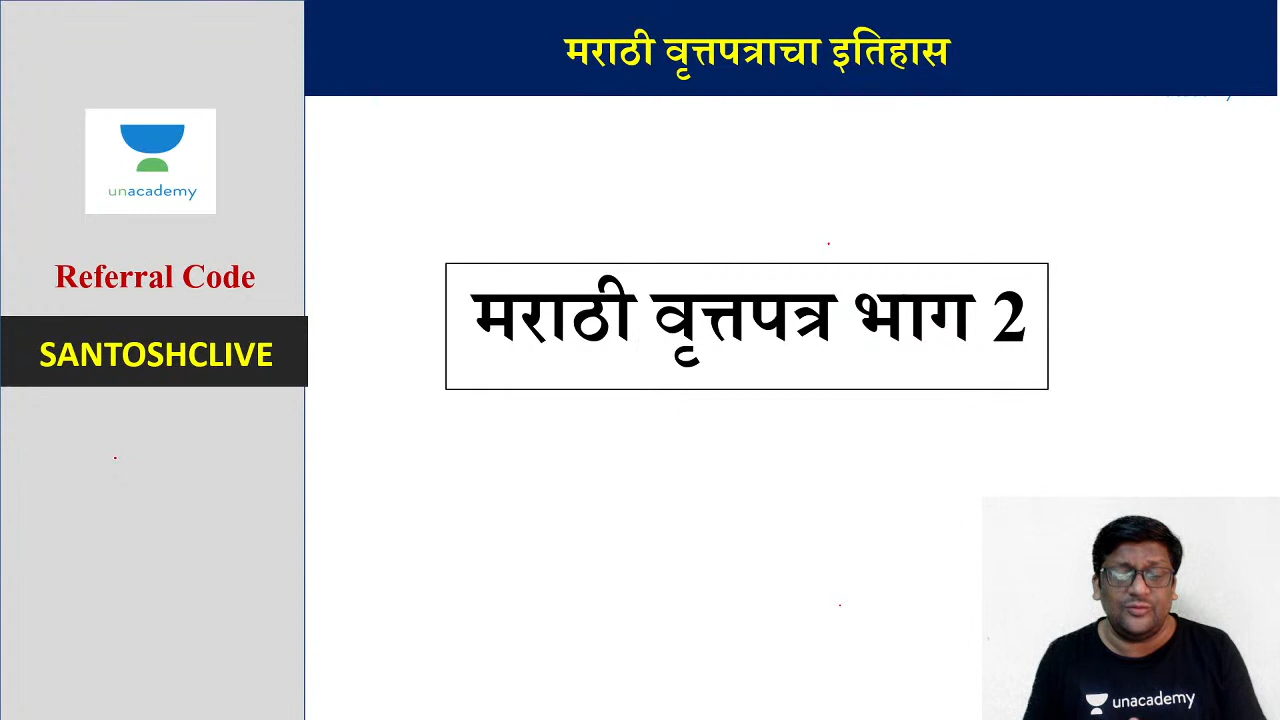 मराठी वृत्तपत्राचा इतिहास
unacademy
Referral Code
SANTOSHCLIVE
मराठी वृत्तपत्र भाग 2
unacademy